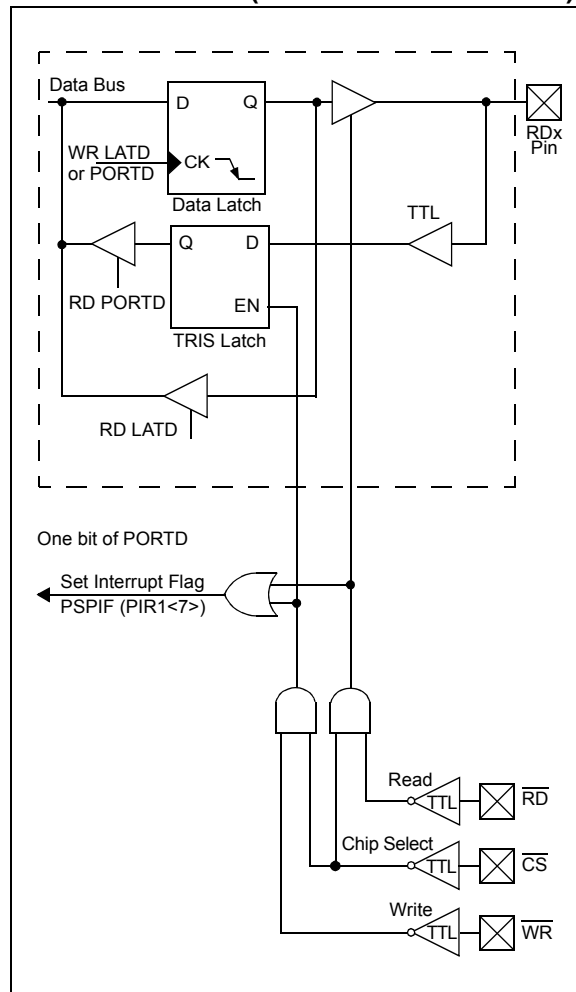 Data Bus
D
Q
RDx
Pin
WR LATD
or PORTD
CK
Data Latch
TTL
Q
D
RD PORTD
EN
TRIS Latch
RD LATD
One bit of PORTD
Set Interrupt Flag
PSPIF (PIR1<7>)
Read
TTL
RD
Chip Select
TTL
CS
Write
TTL
WR